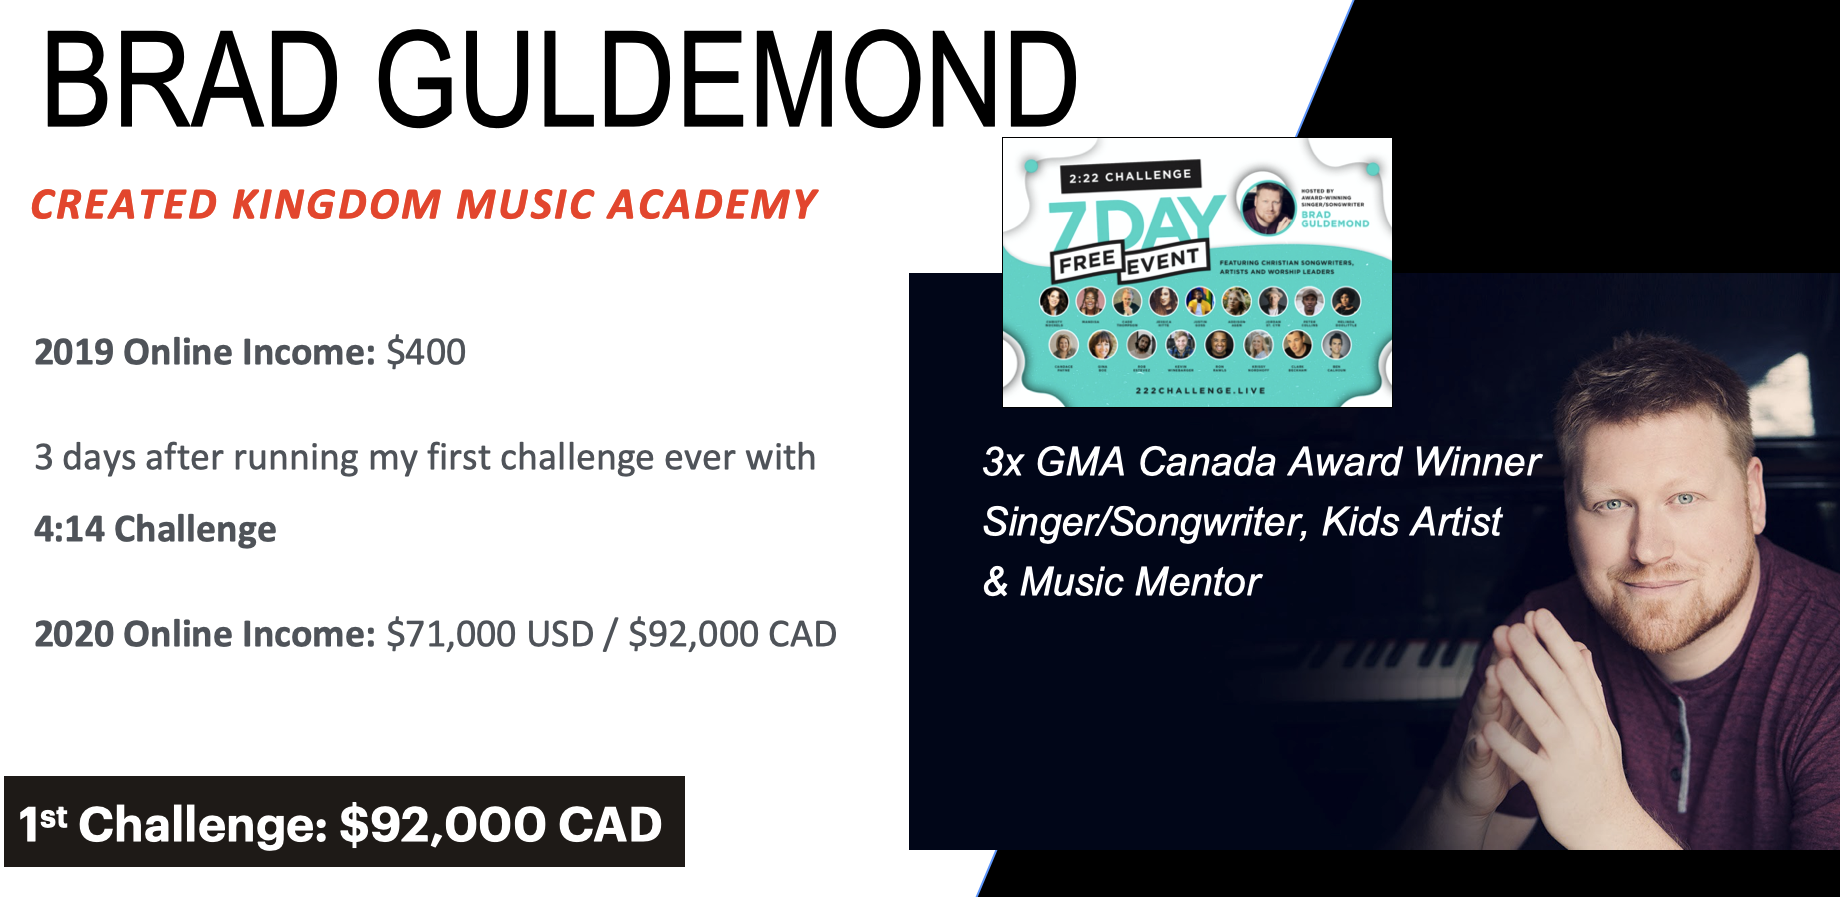 BRAD GULDEMOND
CREATED KINGDOM MUSIC ACADEMY
2019 Online Income: $400
3 days after running my first challenge ever with
4:14 Challenge
2020 Online Income: $71,000 USD / $92,000 CAD
1st Challenge: $92,000 CAD
2:22 CHALLENGE
7 DAY
FREE EVENT
HOSTED BY
AWARD-WINNING
SINGER/SONGWRITER
BRAD
GULDEMOND
FEATURING CHRISTIAN SONGWRITERS,
ARTISTS AND WORSHIP LEADERS
222CHALLENGE.LIVE
3x GMA Canada Award Winner
Singer/Songwriter, Kids Artist
& Music Mentor